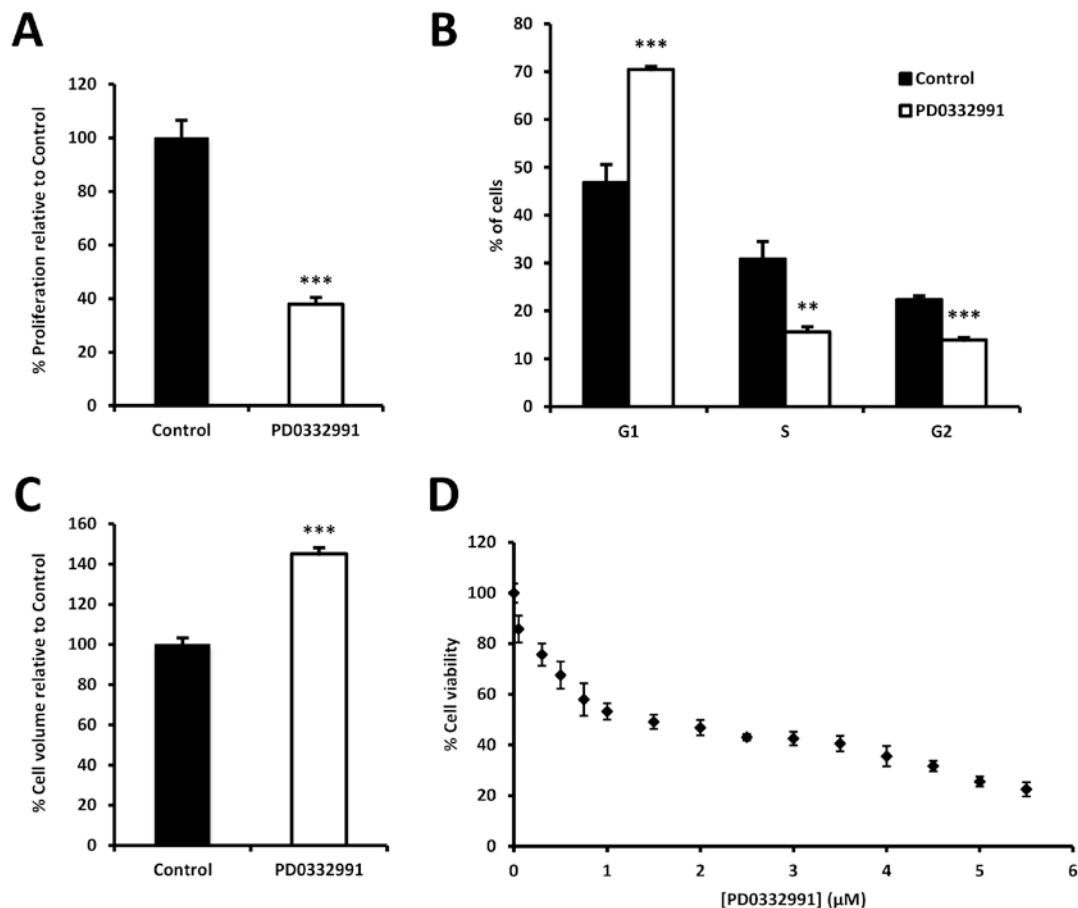 A
% Proliferation relative to Control
120
100
80
60
40
20
0
***
Control PD0332991
B
% of cells
80
70
60
50
40
30
20
10
0
***
**
***
Control
PD0332991
G1 S G2
C
% Cell volume relative to Control
160
140
120
100
80
60
40
20
0
***
Control PD0332991
D
% Cell viability
120
100
80
60
40
20
0
0 1 2 3 4 5 6
[PD0332991] (µM)